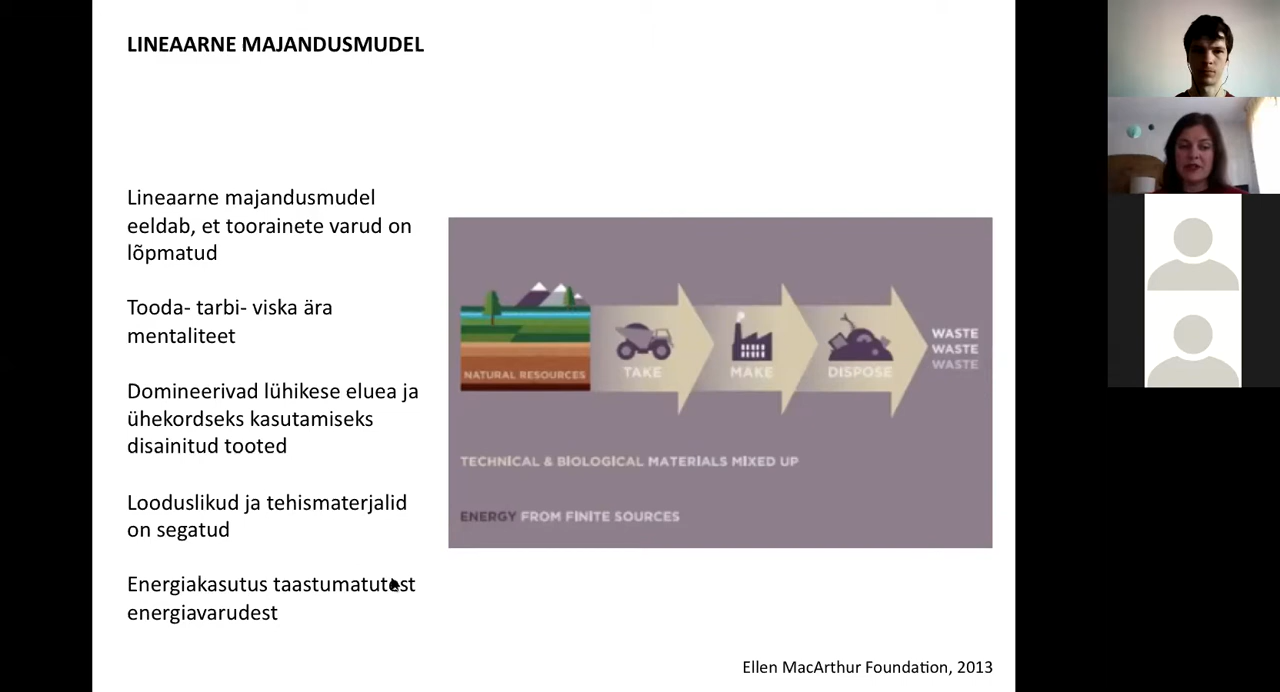 LINEAARNE MAJANDUSMUDEL
Lineaarne majandusmudel
eeldab, et toorainete varud on
lõpmatud
Tooda- tarbi- viska ära
mentaliteet
Domineerivad lühikese eluea ja
ühekordseks kasutamiseks
disainitud tooted
Looduslikud ja tehismaterjalid
on segatud
Energiakasutus taastumatutest
energiavarudest
NATURAL RESOURCES
TAKE
MAKE
DISPOSE
WASTE
WASTE
WASTE
TECHNICAL & BIOLOGICAL MATERIALS MIXED UP
ENERGY FROM FINITE SOURCES
Ellen MacArthur Foundation, 2013